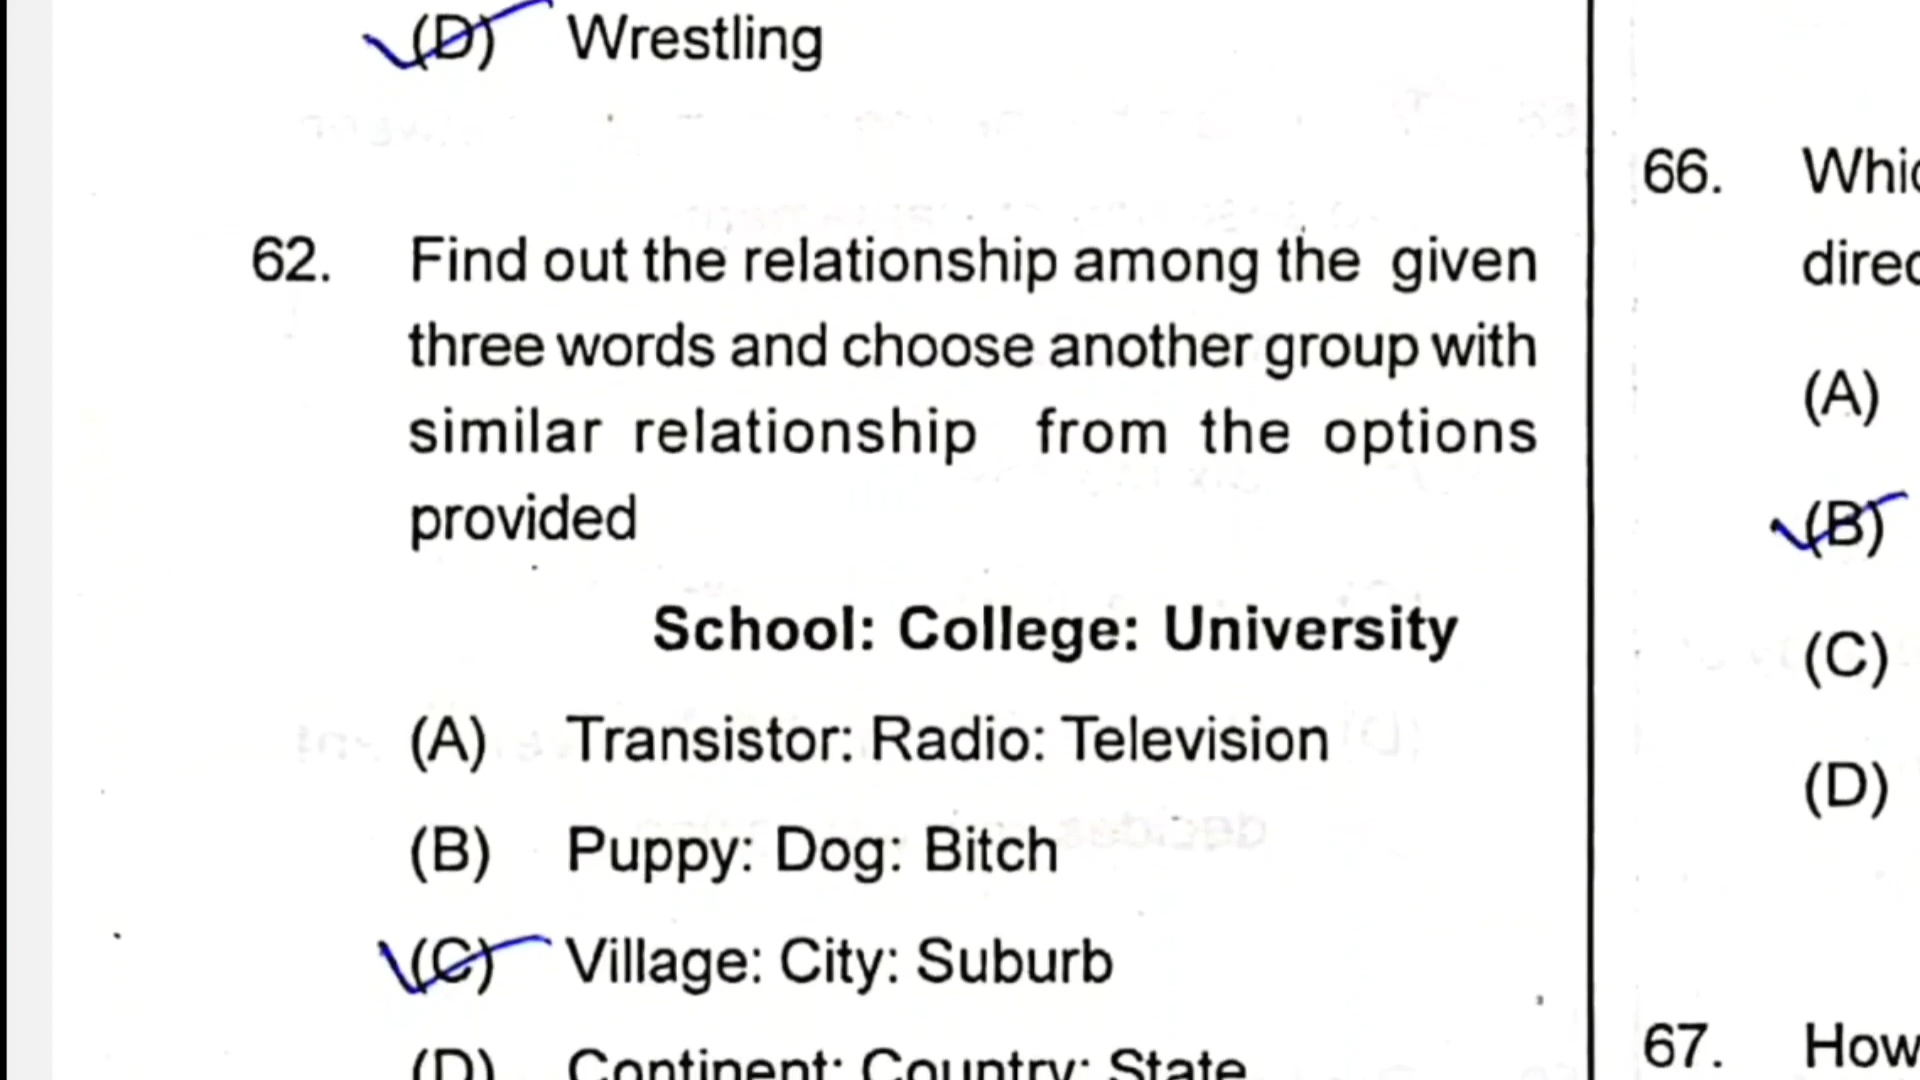 (D) Wrestling
62. Find out the relationship among the given
three words and choose another group with
similar relationship from the options
provided
School: College: University
(A) Transistor: Radio: Television
(B) Puppy: Dog: Bitch
(C) Village: City: Suburb
(D) Continent: Country: State
66.
(A)
(B)
(C)
(D)
67. How